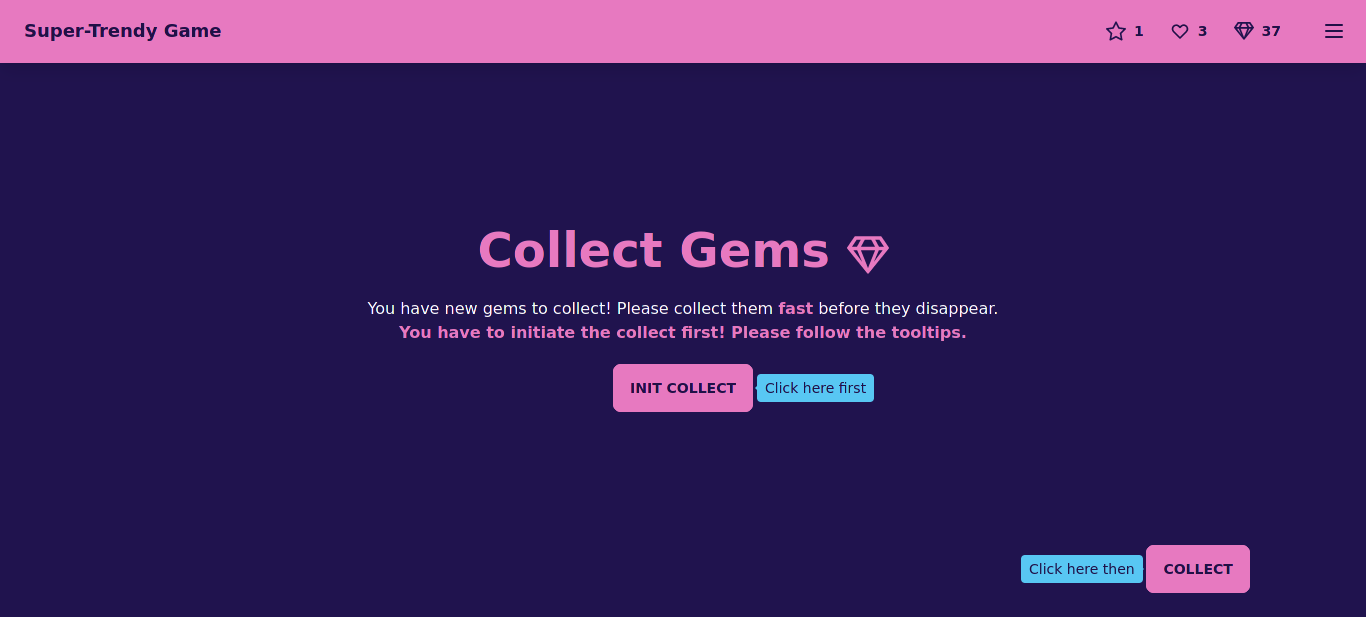 Super-Trendy Game
1 3 37
Collect Gems
You have new gems to collect! Please collect them fast before they disappear.
You have to initiate the collect first! Please follow the tooltips.
INIT COLLECT Click here first
Click here then COLLECT